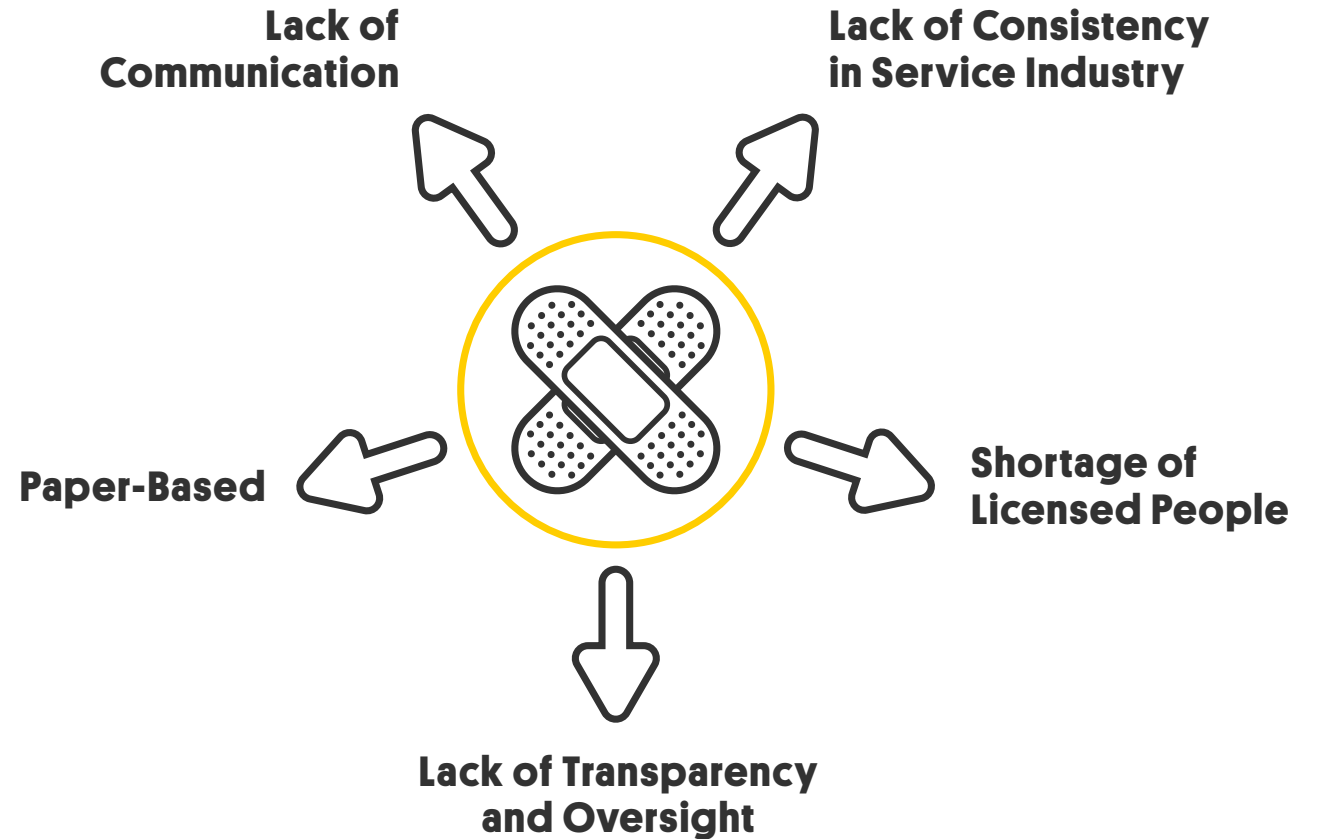 Lack of
Communication
Lack of Consistency
in Service Industry
Paper-Based
Shortage of
Licensed People
Lack of Transparency
and Oversight